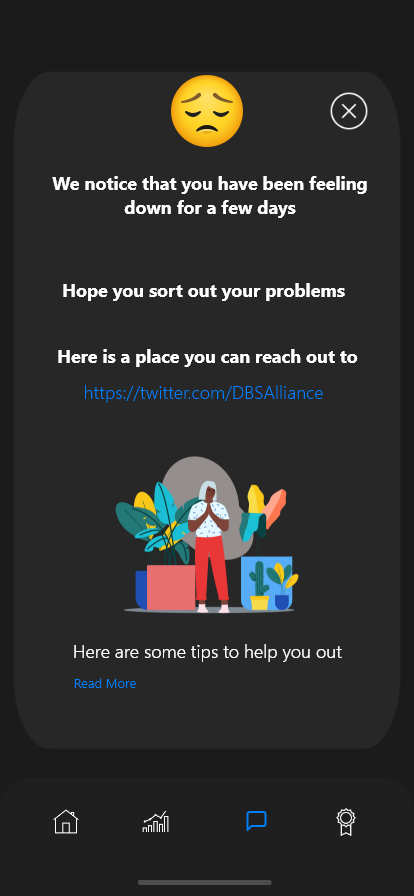 We notice that you have been feeling
down for a few days
Hope you sort out your problems
Here is a place you can reach out to
https://twitter.com/DBSAlliance
Here are some tips to help you out
Read More